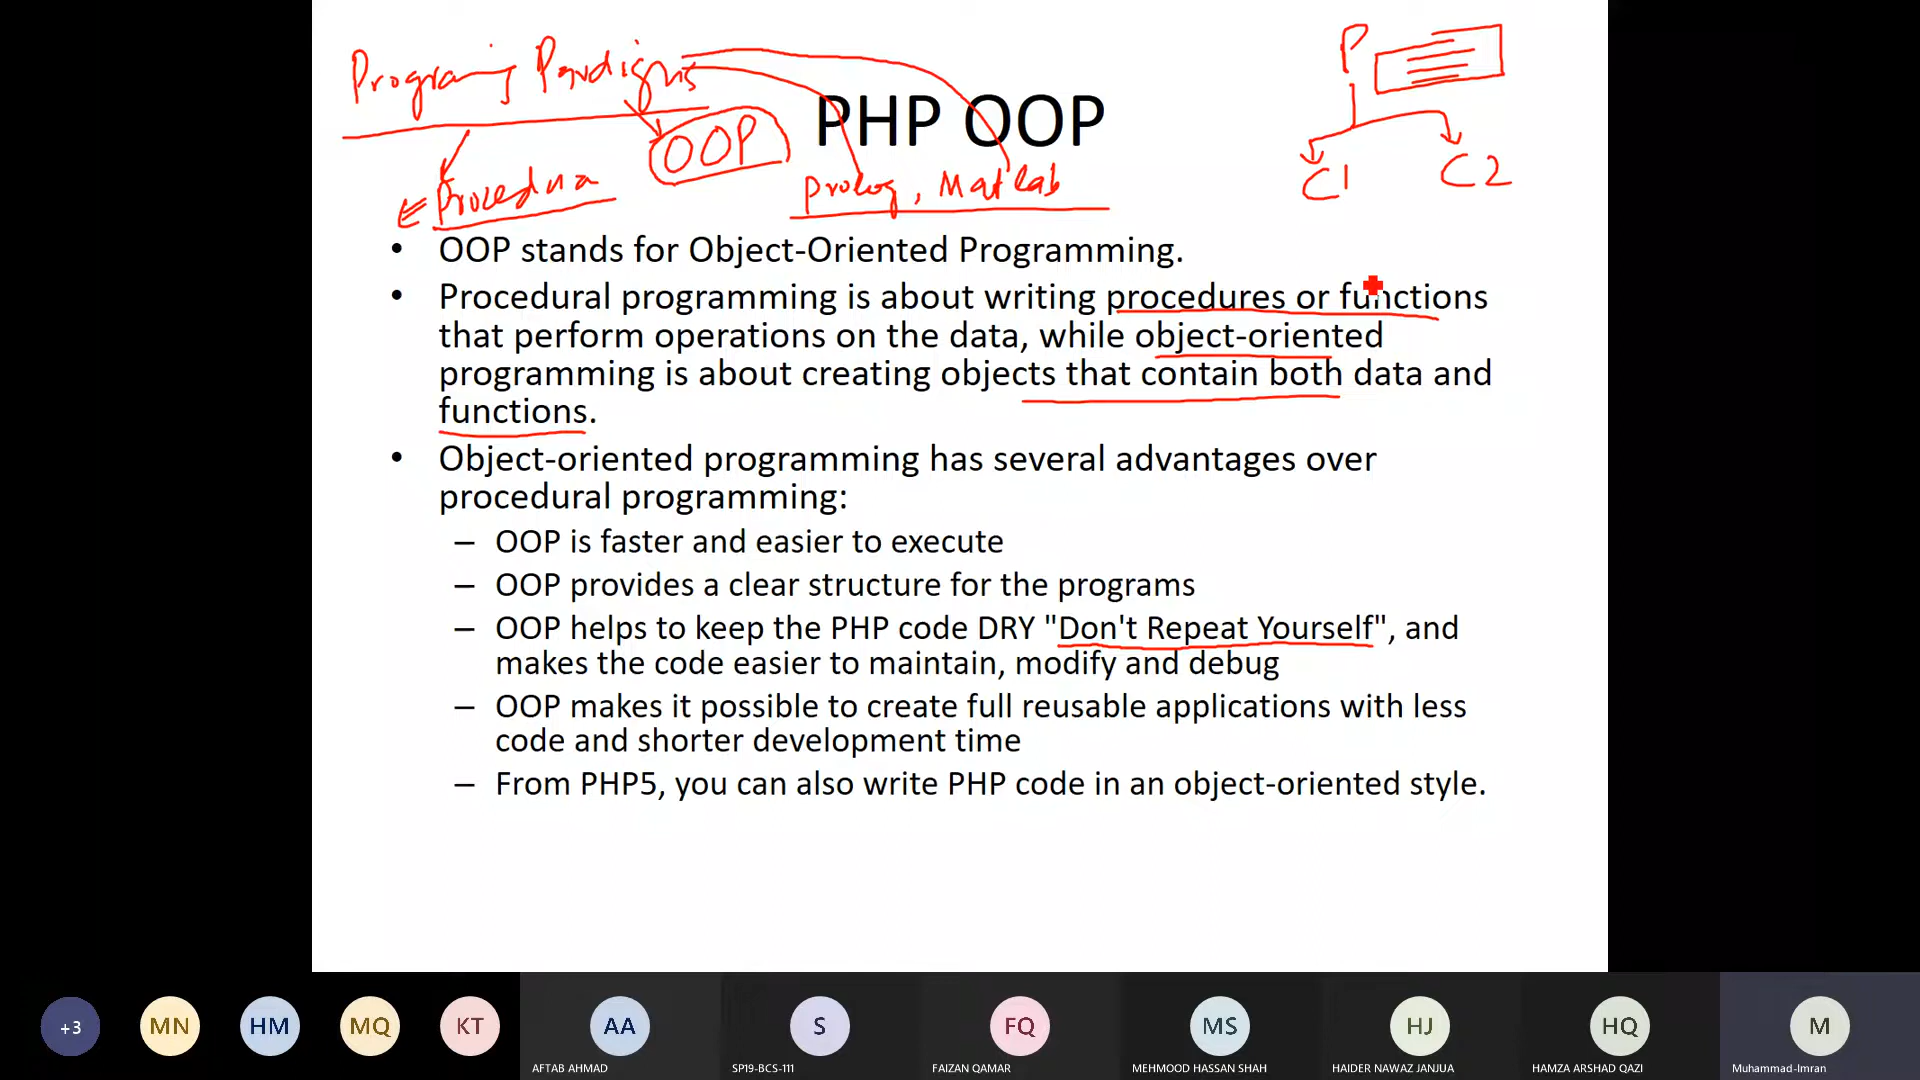 Programing Pardigms
P
PHP OOP
OOP
Procedura
Prolog, Matlab
C1
C2
• OOP stands for Object-Oriented Programming.
• Procedural programming is about writing procedures or functions
that perform operations on the data, while object-oriented
programming is about creating objects that contain both data and
functions.
• Object-oriented programming has several advantages over
procedural programming:
– OOP is faster and easier to execute
– OOP provides a clear structure for the programs
– OOP helps to keep the PHP code DRY "Don't Repeat Yourself", and
makes the code easier to maintain, modify and debug
– OOP makes it possible to create full reusable applications with less
code and shorter development time
– From PHP5, you can also write PHP code in an object-oriented style.
+3
MN
HM
MQ
KT
AA
S
FQ
MS
HJ
HQ
M
AFTAB AHMAD
SP19-BCS-111
FAIZAN QAMAR
MEHMOOD HASSAN SHAH
HAIDER NAWAZ JANJUA
HAMZA ARSHAD QAZI
Muhammad-Imran